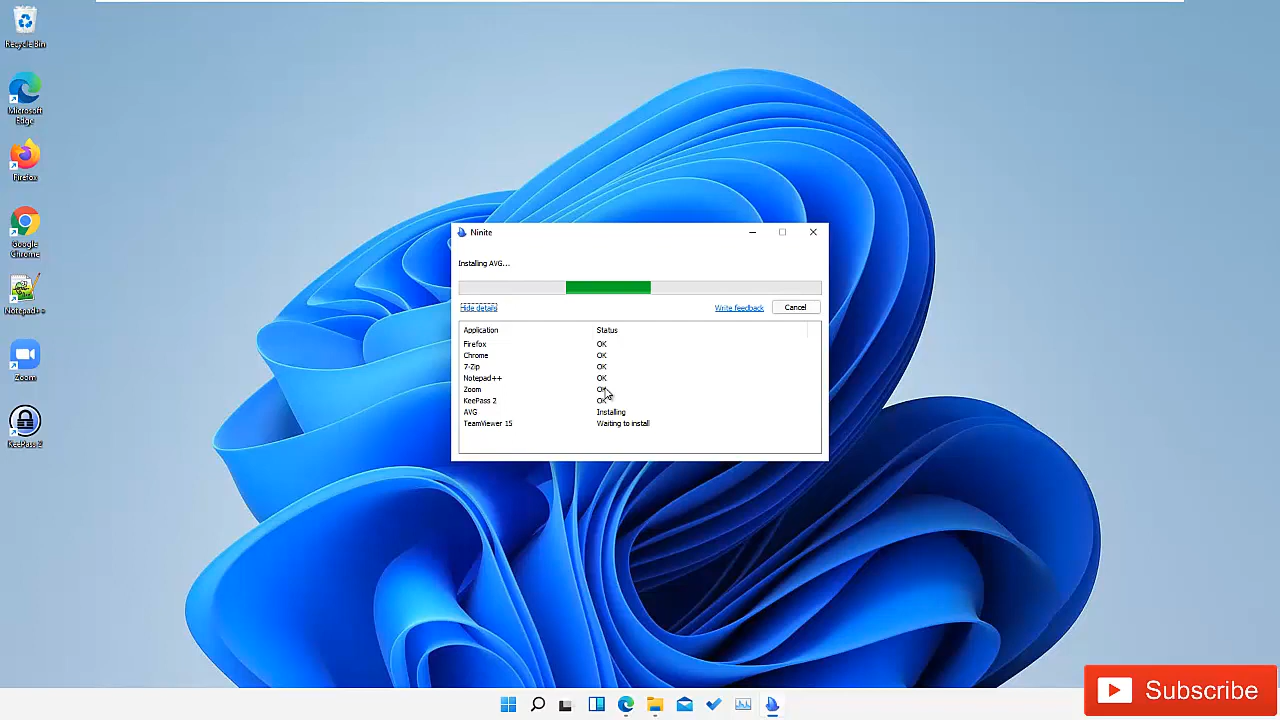 Recycle Bin
Microsoft
Edge
Firefox
Google
Chrome
Notepad++
Zoom
KeePass 2
Ninite
Installing AVG...
Hide details
Write feedback
Cancel
Application Status
Firefox OK
Chrome OK
7-Zip OK
Notepad++ OK
Zoom OK
KeePass 2 OK
AVG Installing
TeamViewer 15 Waiting to install
Subscribe